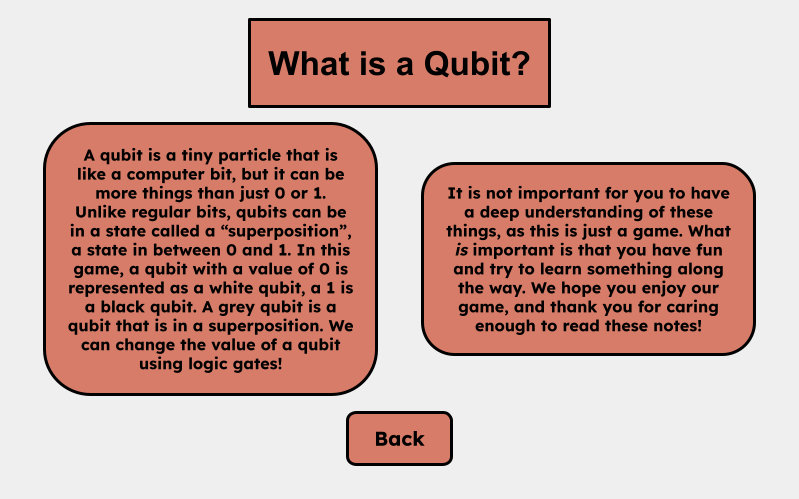 What is a Qubit?
A qubit is a tiny particle that is
like a computer bit, but it can be
more things than just 0 or 1.
Unlike regular bits, qubits can be
in a state called a “superposition”,
a state in between 0 and 1. In this
game, a qubit with a value of 0 is
represented as a white qubit, a 1 is
a black qubit. A grey qubit is a
qubit that is in a superposition. We
can change the value of a qubit
using logic gates!
It is not important for you to have
a deep understanding of these
things, as this is just a game. What
is important is that you have fun
and try to learn something along
the way. We hope you enjoy our
game, and thank you for caring
enough to read these notes!
Back